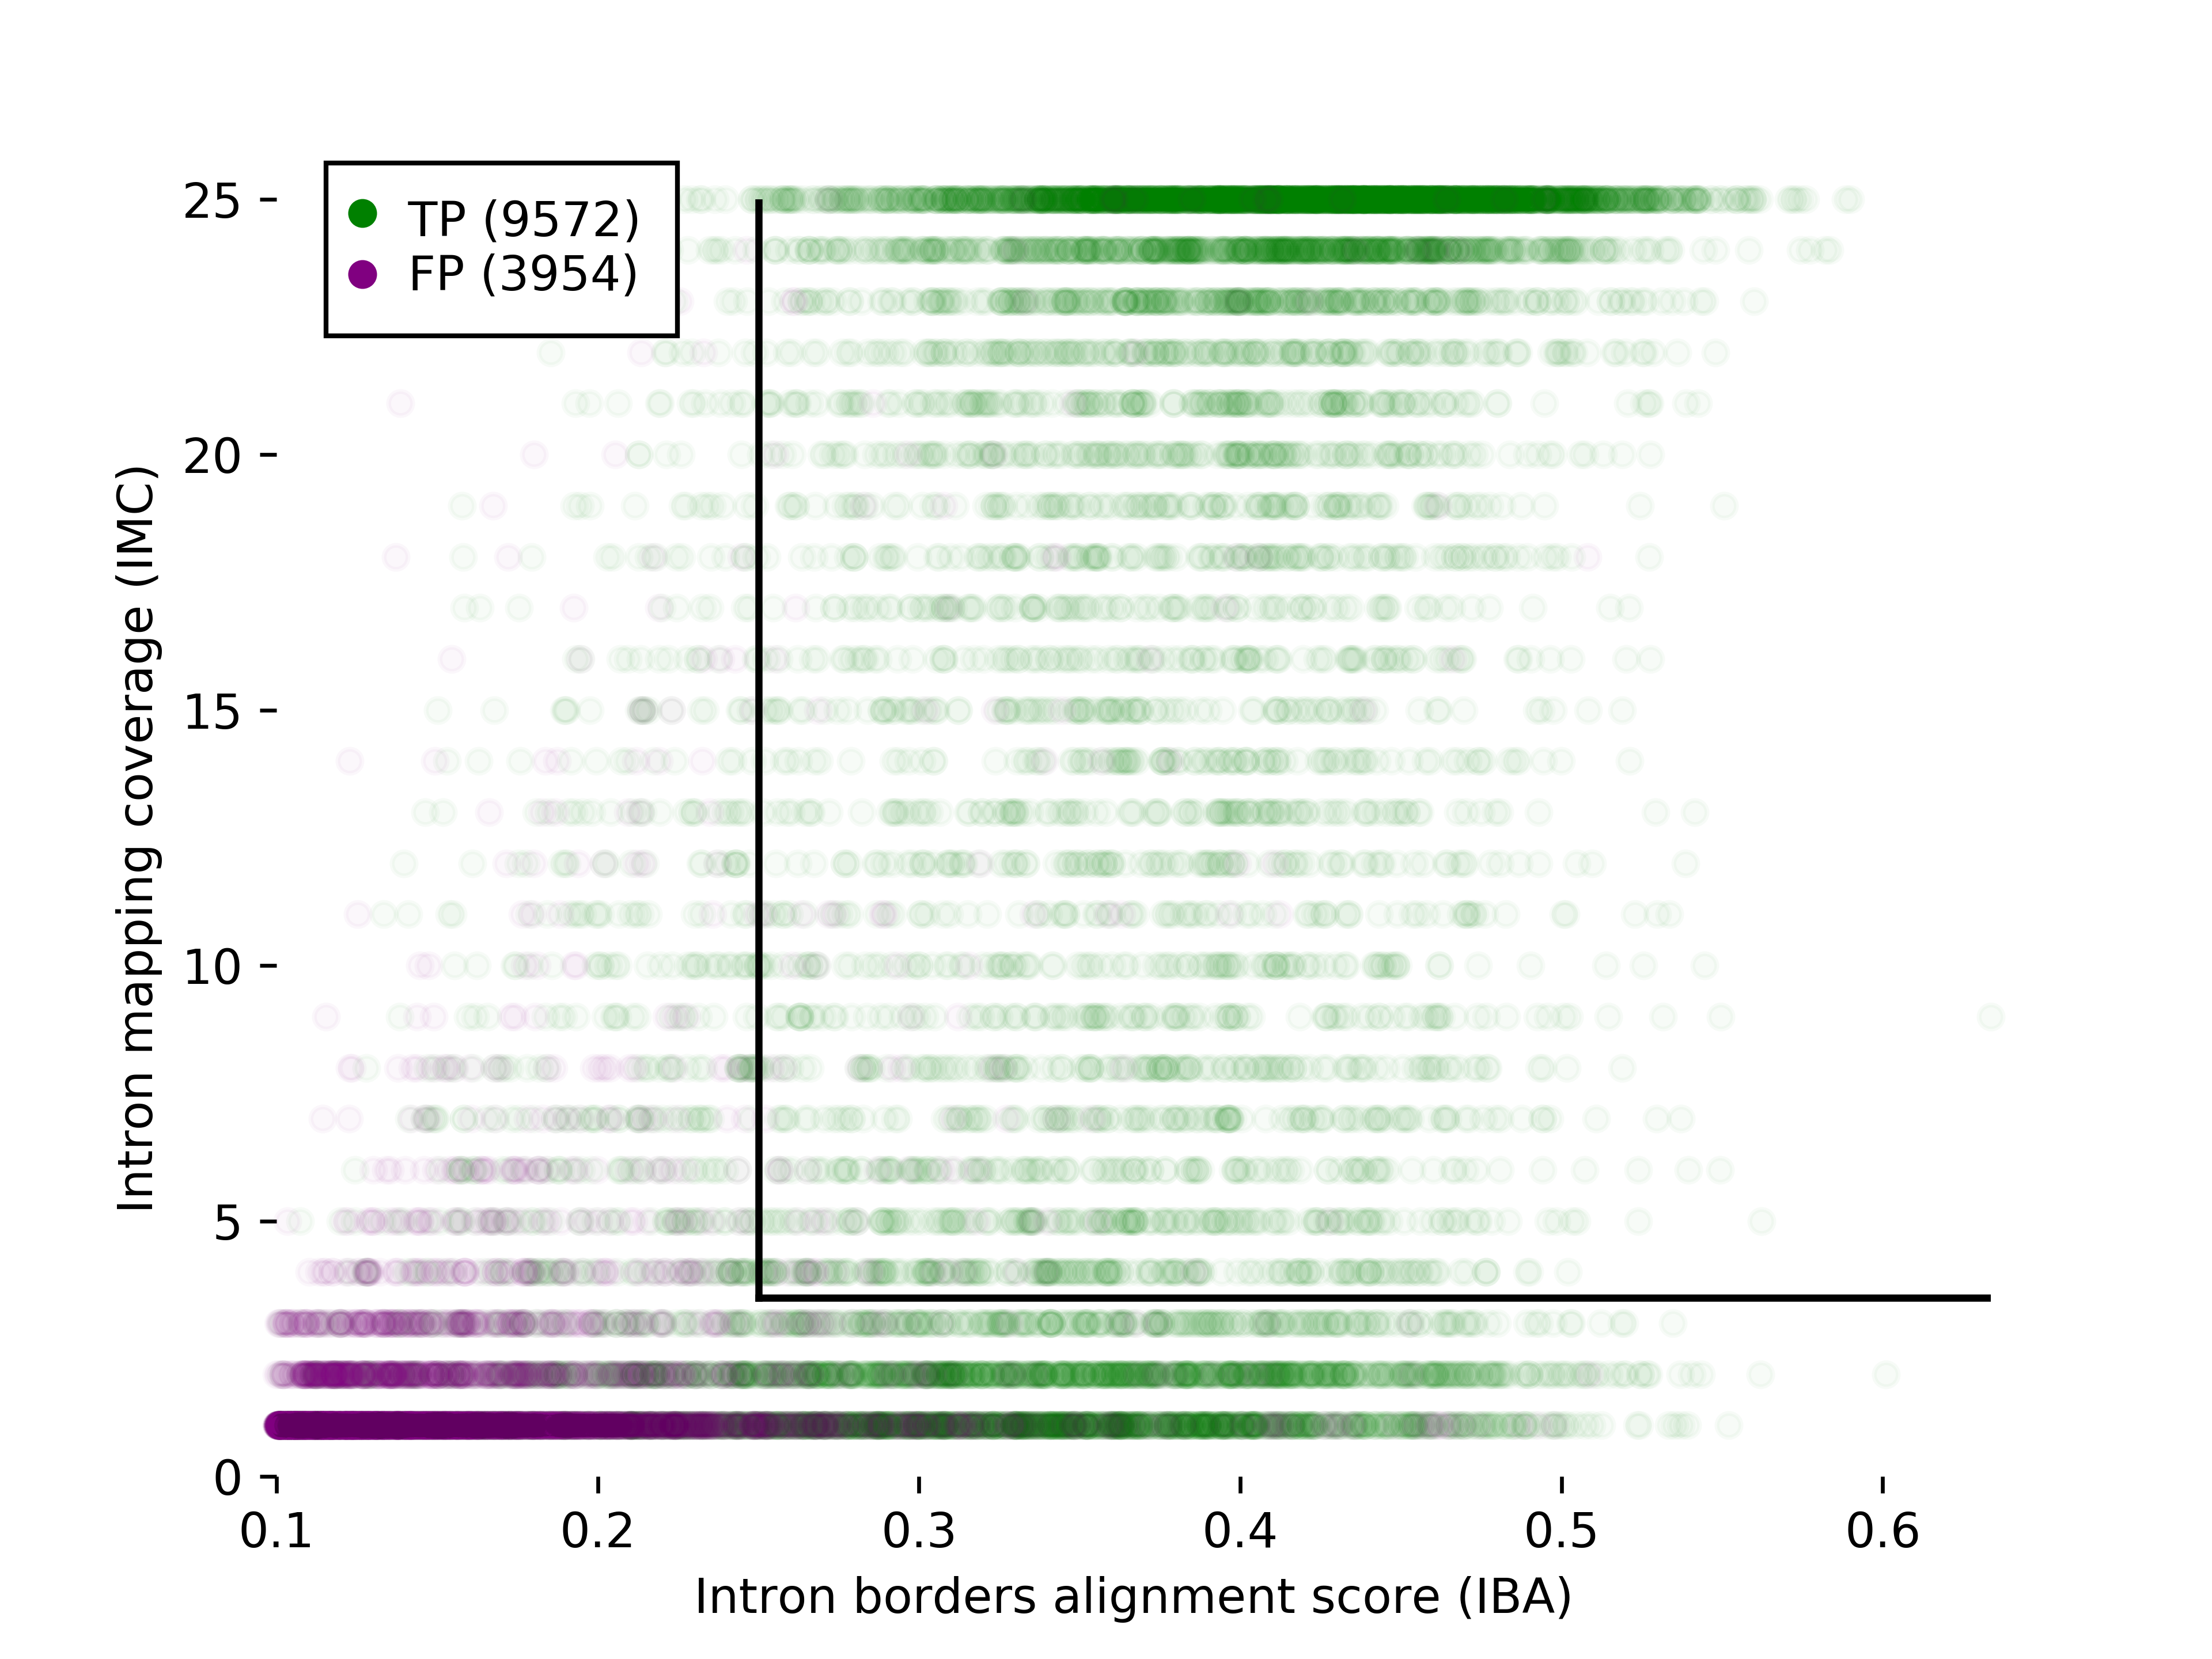 TP (9572)
FP (3954)
Intron mapping coverage (IMC)
25
20
15
10
5
0
0.1 0.2 0.3 0.4 0.5 0.6
Intron borders alignment score (IBA)